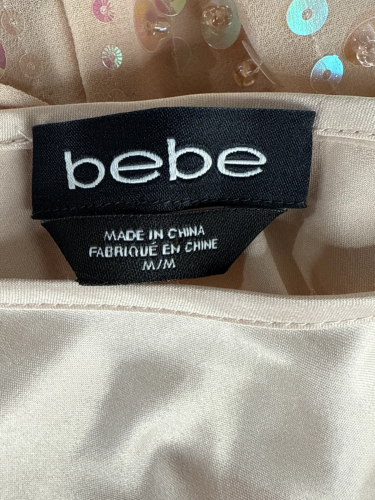 bebe
MADE IN CHINA
FABRIQUÉ EN CHINE
M/M